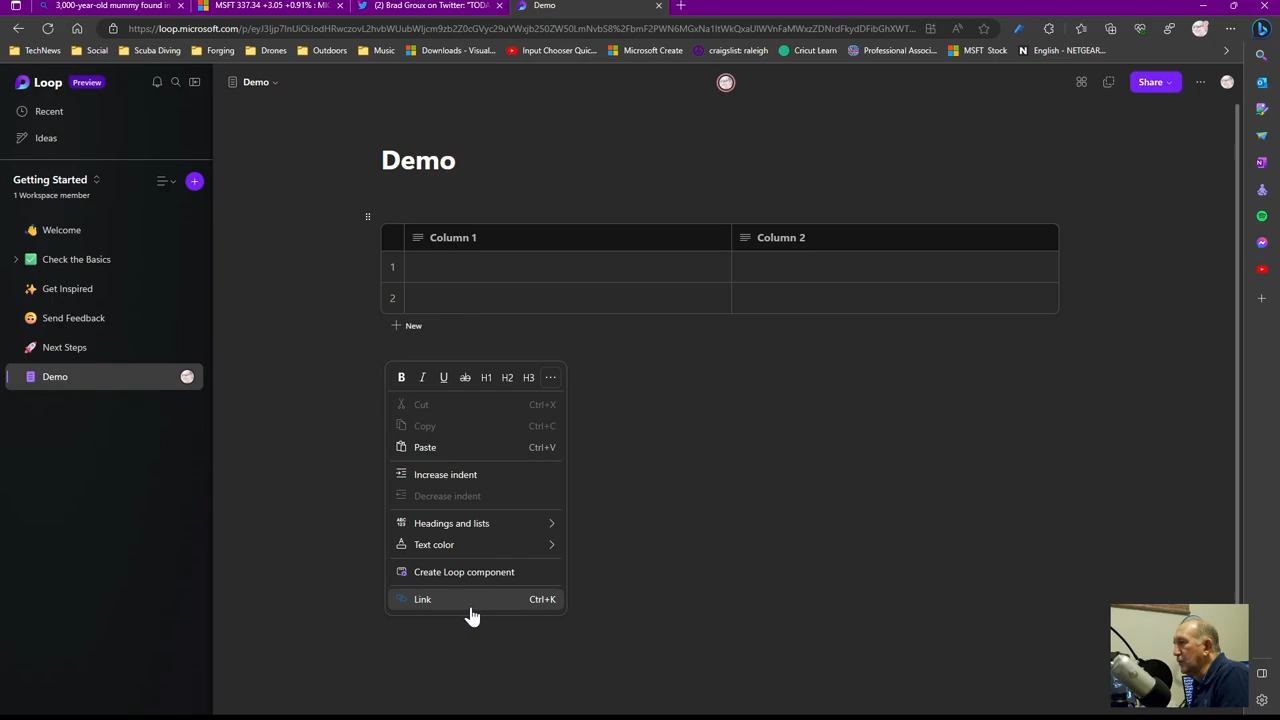 3,000-year-old mummy found in
MSFT 337.34 +3.05 +0.91% : MI
(2) Brad Groux on Twitter: "TODA
Demo
https://loop.microsoft.com/p/
TechNews
Social
Scuba Diving
Forging
Drones
Outdoors
Music
Downloads - Visual...
Input Chooser Quic...
Microsoft Create
craigslist: raleigh
Cricut Learn
Professional Associ...
MSFT Stock
English - NETGEAR...
Loop
Preview
Demo
Share
Recent
Ideas
Getting Started
1 Workspace member
Demo
Welcome
Check the Basics
Get Inspired
Send Feedback
Next Steps
Demo
Column 1
Column 2
1
2
New
B I U ab H1 H2 H3 ...
Cut Ctrl+X
Copy Ctrl+C
Paste Ctrl+V
Increase indent
Decrease indent
Headings and lists
Text color
Create Loop component
Link Ctrl+K